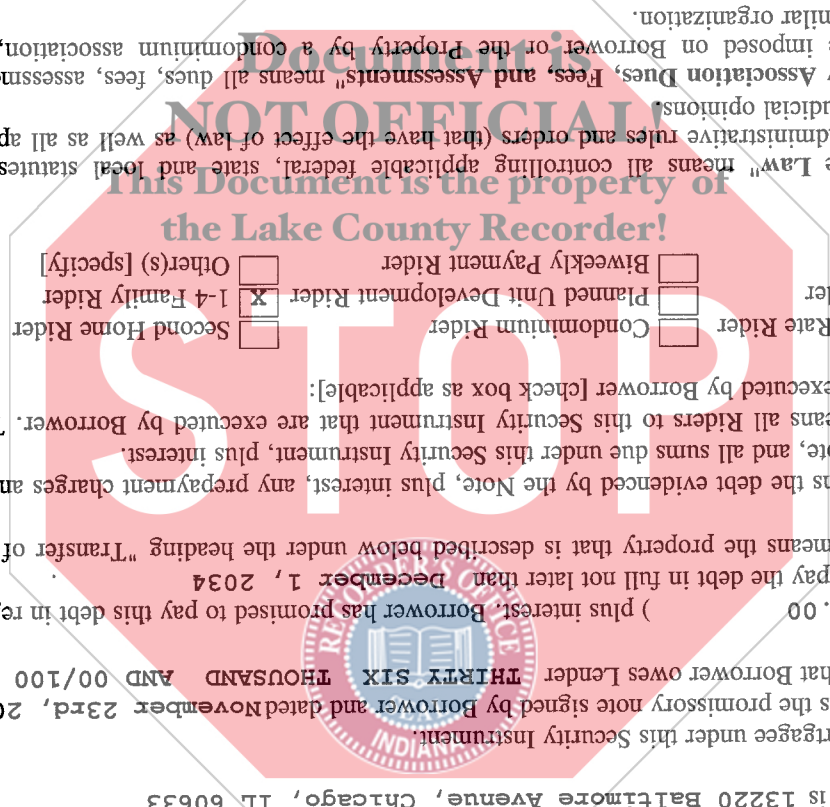 Document is
NOT OFFICIAL!
This Document is the property of
the Lake County Recorder!
STOP
RECORDER'S OFFICE
SEAL
INDIANA
is 13220 Baltimore Avenue, Chicago, IL 60633
rtgagee under this Security Instrument.
s the promissory note signed by Borrower and dated November 23rd, 20
hat Borrower owes Lender THIRTY SIX THOUSAND AND 00/100
.00 ) plus interest. Borrower has promised to pay this debt in re
pay the debt in full not later than December 1, 2034 .
means the property that is described below under the heading "Transfer of
ns the debt evidenced by the Note, plus interest, any prepayment charges an
ote, and all sums due under this Security Instrument, plus interest.
eans all Riders to this Security Instrument that are executed by Borrower.
executed by Borrower [check box as applicable]:
Rate Rider Condominium Rider Second Home Rider
der Planned Unit Development Rider X 1-4 Family Rider
Biweekly Payment Rider Other(s) [specify]
e Law" means all controlling applicable federal, state and local statutes
dministrative rules and orders (that have the effect of law) as well as all ap
udicial opinions.
y Association Dues, Fees, and Assessments" means all dues, fees, assessme
e imposed on Borrower or the Property by a condominium association,
milar organization.